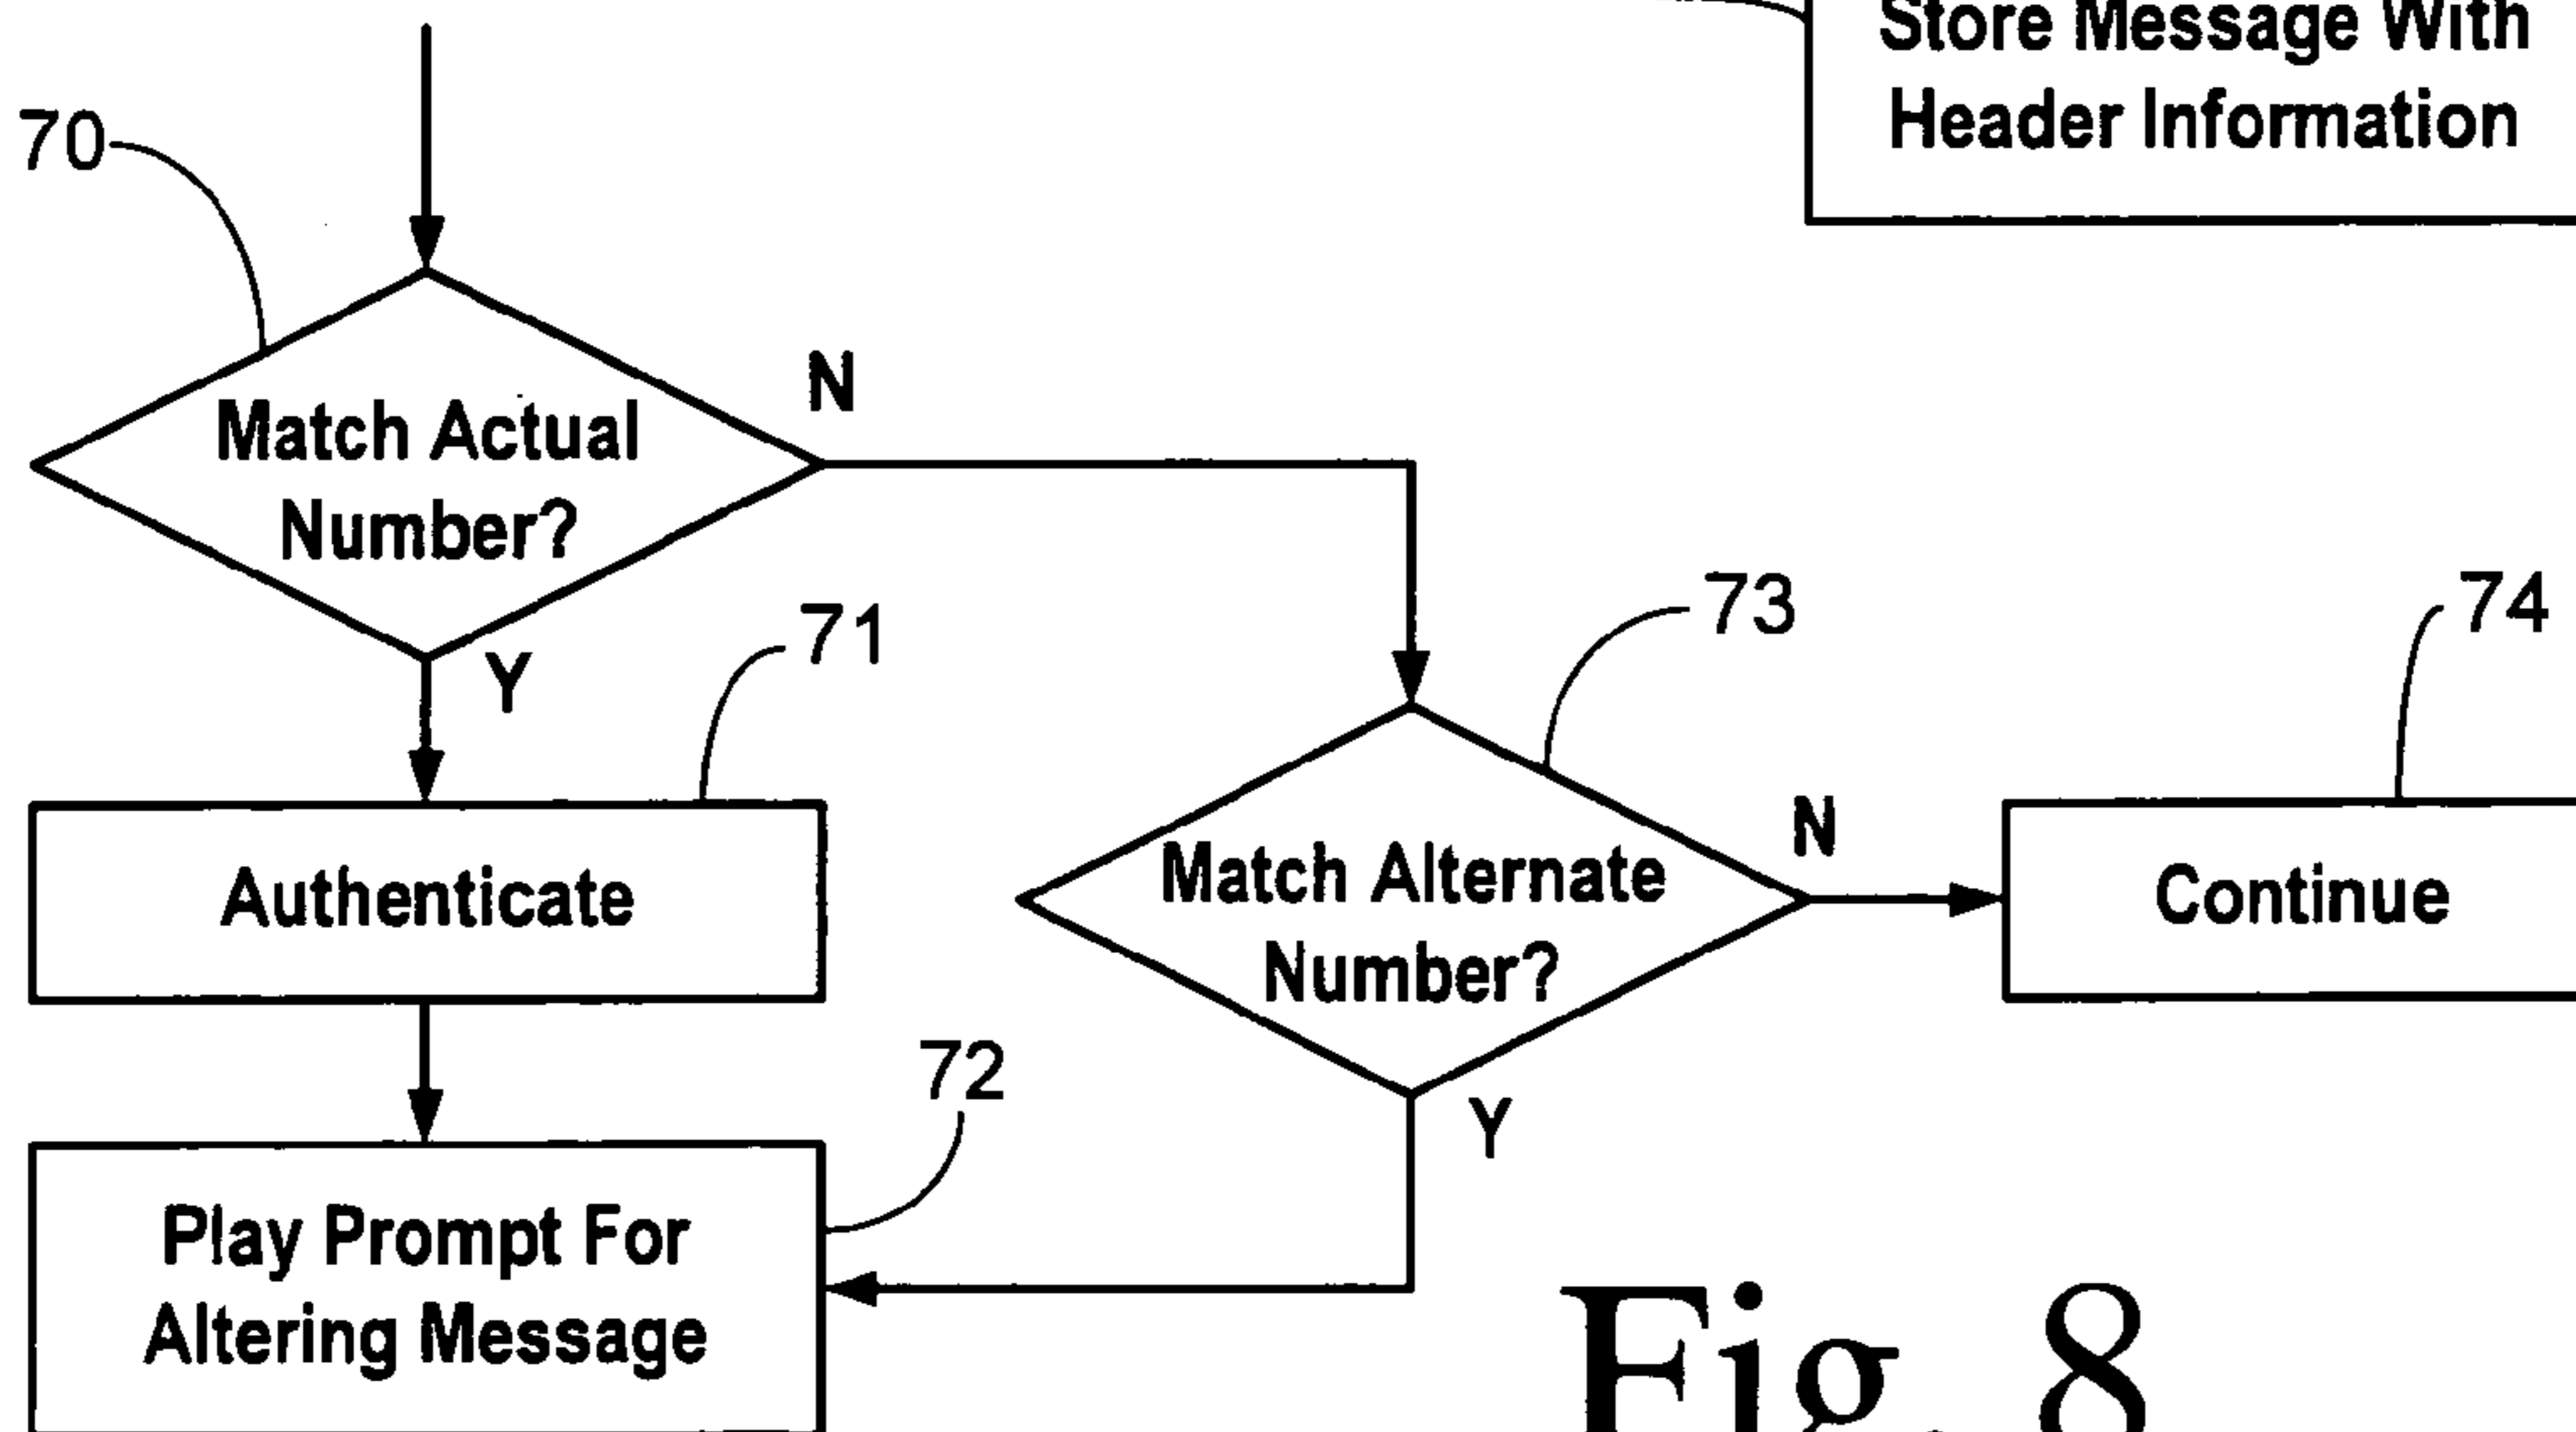 Store Message With
Header Information
70
Match Actual
Number?
N
Y
71
Authenticate
73
Match Alternate
Number?
N
Y
74
Continue
72
Play Prompt For
Altering Message
Fig. 8